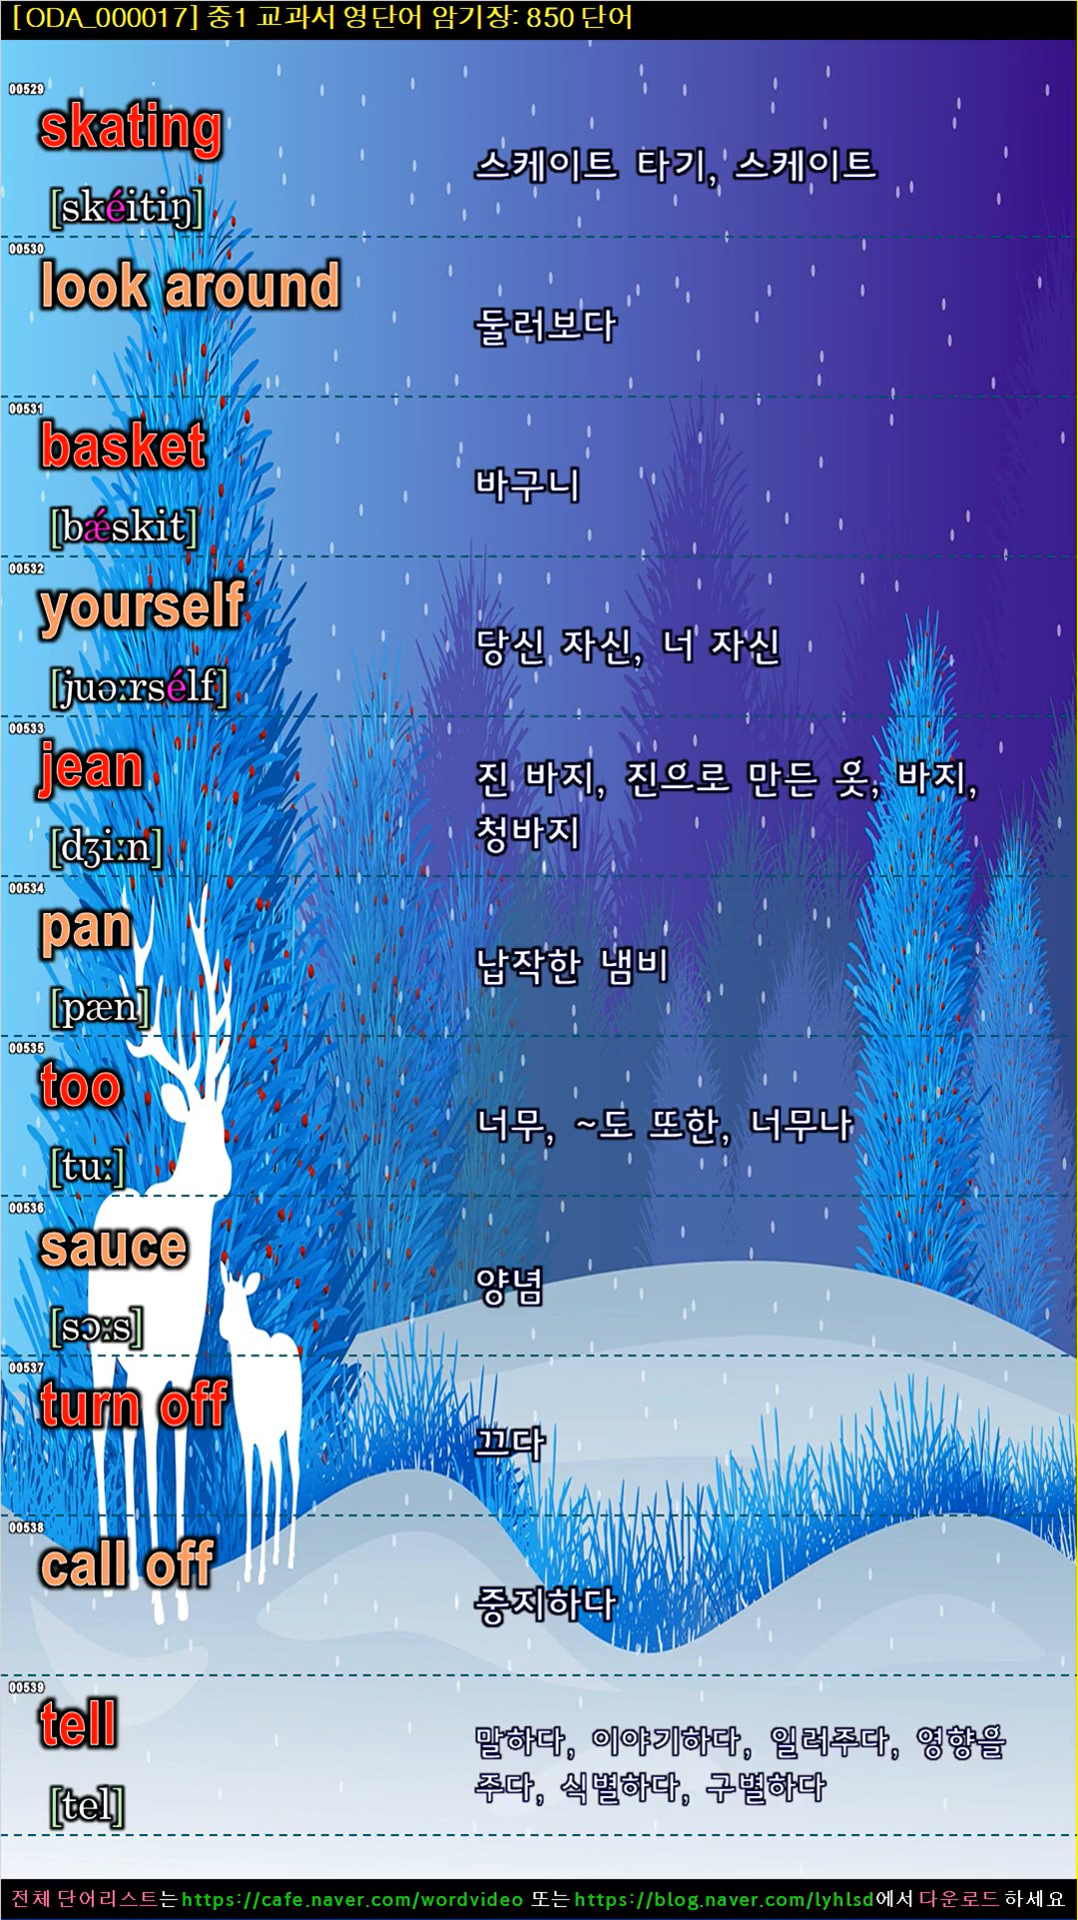 [ODA_000017] 중1 교과서 영단어 암기장: 850 단어
00529
skating
스케이트 타기, 스케이트
[skéitiŋ]
00530
look around
둘러보다
00531
basket
바구니
[bǽskit]
00532
yourself
당신 자신, 너 자신
[juɔːrsélf]
00533
jean
진 바지, 진으로 만든 옷, 바지,
청바지
[dʒiːn]
00534
pan
납작한 냄비
[pæn]
00535
too
너무, ~도 또한, 너무나
[tuː]
00536
sauce
양념
[sɔːs]
00537
turn off
끄다
00538
call off
중지하다
00539
tell
말하다, 이야기하다, 일러주다, 영향을
주다, 식별하다, 구별하다
[tel]
전체 단어리스트는 https://cafe.naver.com/wordvideo 또는 https://blog.naver.com/lyhlsd에서 다운로드 하세요